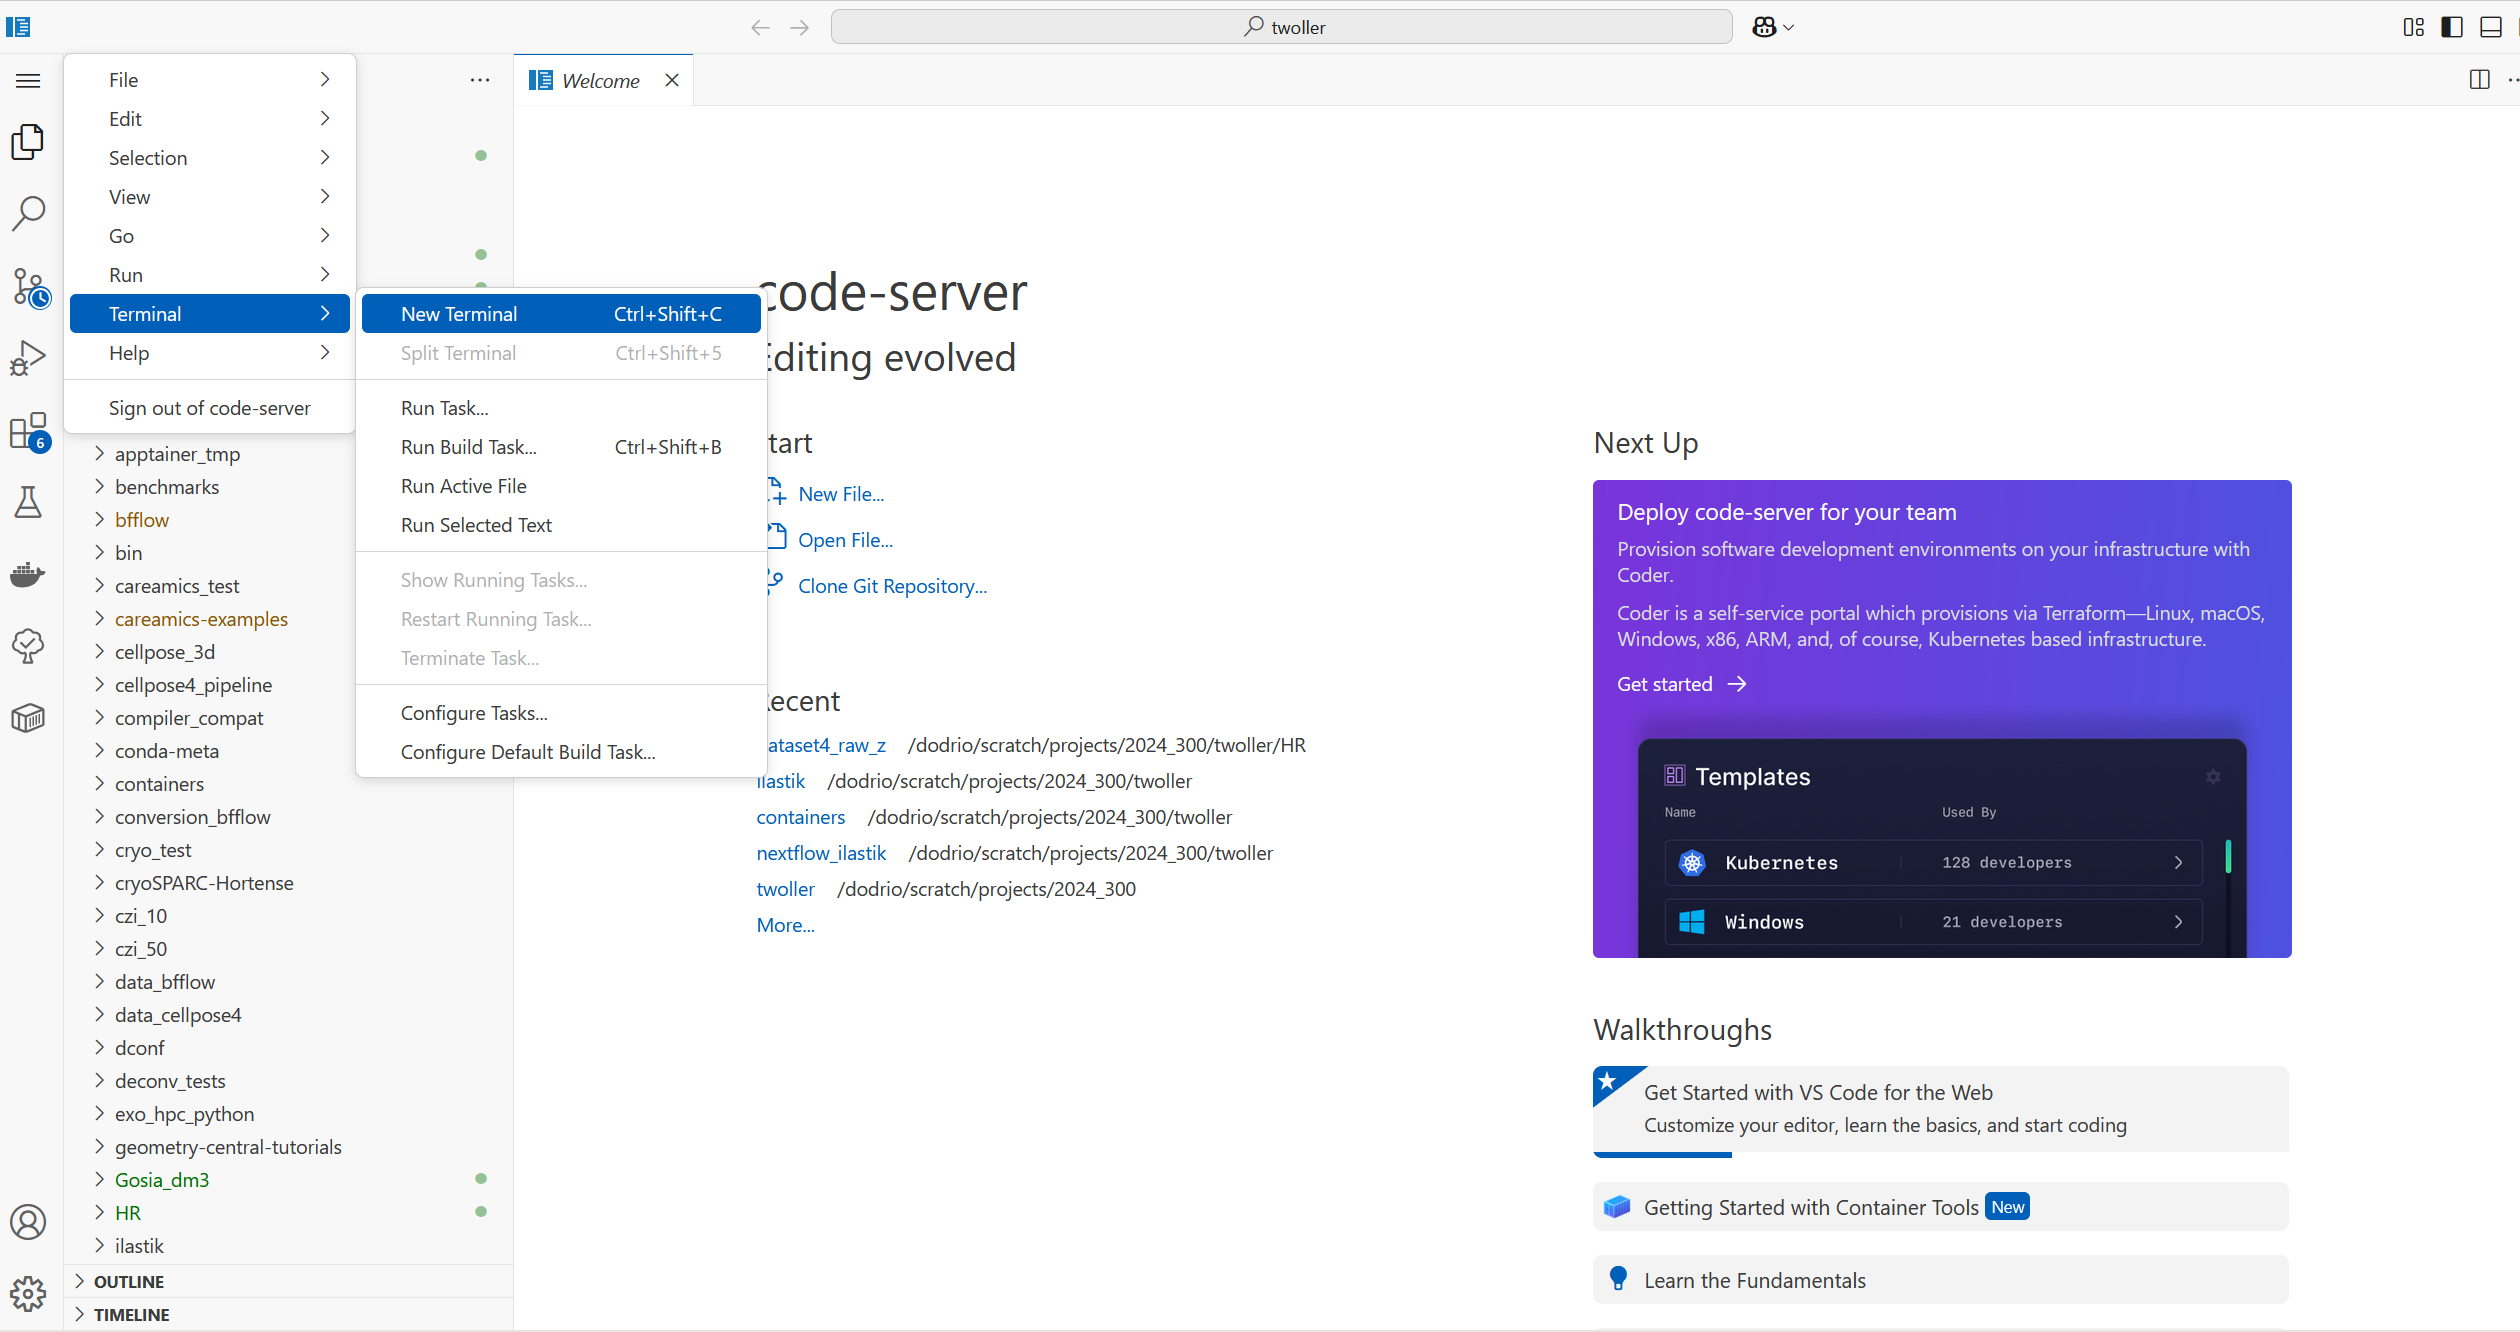 twoller
File
Edit
Selection
View
Go
Run
Terminal
Help
Sign out of code-server
New Terminal Ctrl+Shift+C
Split Terminal Ctrl+Shift+5
Run Task...
Run Build Task... Ctrl+Shift+B
Run Active File
Run Selected Text
Show Running Tasks...
Restart Running Task...
Terminate Task...
Configure Tasks...
Configure Default Build Task...
6
apptainer_tmp
benchmarks
bfflow
bin
careamics_test
careamics-examples
cellpose_3d
cellpose4_pipeline
compiler_compat
conda-meta
containers
conversion_bfflow
cryo_test
cryoSPARC-Hortense
czi_10
czi_50
data_bfflow
data_cellpose4
dconf
deconv_tests
exo_hpc_python
geometry-central-tutorials
Gosia_dm3
HR
ilastik
OUTLINE
TIMELINE
Welcome
code-server
Editing evolved
Start
New File...
Open File...
Clone Git Repository...
Recent
dataset4_raw_z /dodrio/scratch/projects/2024_300/twoller/HR
ilastik /dodrio/scratch/projects/2024_300/twoller
containers /dodrio/scratch/projects/2024_300/twoller
nextflow_ilastik /dodrio/scratch/projects/2024_300/twoller
twoller /dodrio/scratch/projects/2024_300
More...
Next Up
Deploy code-server for your team
Provision software development environments on your infrastructure with
Coder.
Coder is a self-service portal which provisions via Terraform—Linux, macOS,
Windows, x86, ARM, and, of course, Kubernetes based infrastructure.
Get started
Templates
Name Used By
Kubernetes 128 developers
Windows 21 developers
Walkthroughs
Get Started with VS Code for the Web
Customize your editor, learn the basics, and start coding
Getting Started with Container Tools New
Learn the Fundamentals